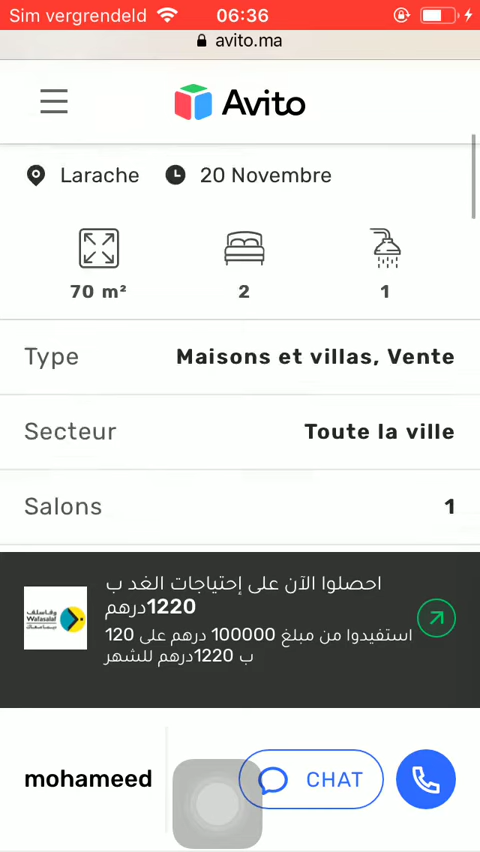 Sim vergrendeld 06:36
avito.ma
Avito
Larache 20 Novembre
70 m² 2 1
Type Maisons et villas, Vente
Secteur Toute la ville
Salons 1
احصلوا الآن على إحتياجات الغد ب
1220درهم
استفيدوا من مبلغ 100000 درهم على 120
ب 1220درهم للشهر
وفاسلف
Wafasalaf
mohameed CHAT